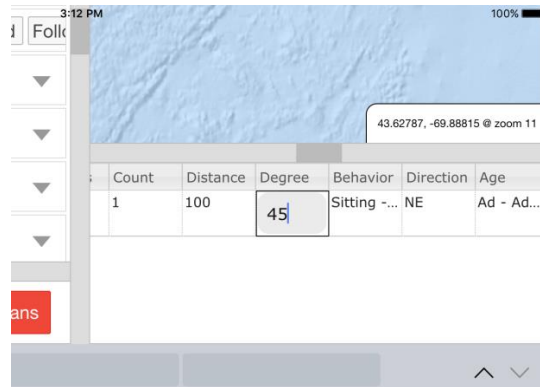 3:12 PM
100%
Follo
43.62787, -69.88815 @ zoom 11
Count Distance Degree Behavior Direction Age
1 100 45 Sitting -... NE Ad - Ad...
ans